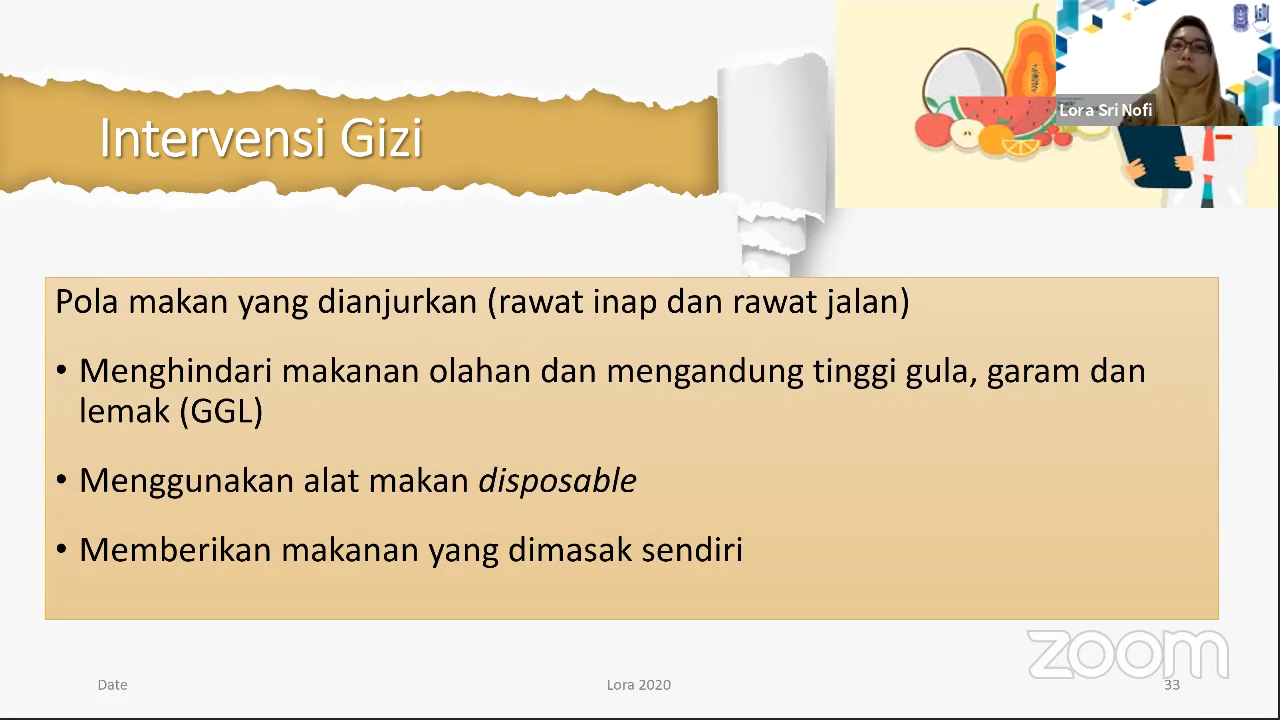 Intervensi Gizi
Lora Sri Nofi
Pola makan yang dianjurkan (rawat inap dan rawat jalan)
• Menghindari makanan olahan dan mengandung tinggi gula, garam dan
lemak (GGL)
• Menggunakan alat makan disposable
• Memberikan makanan yang dimasak sendiri
zoom
Date
Lora 2020
33